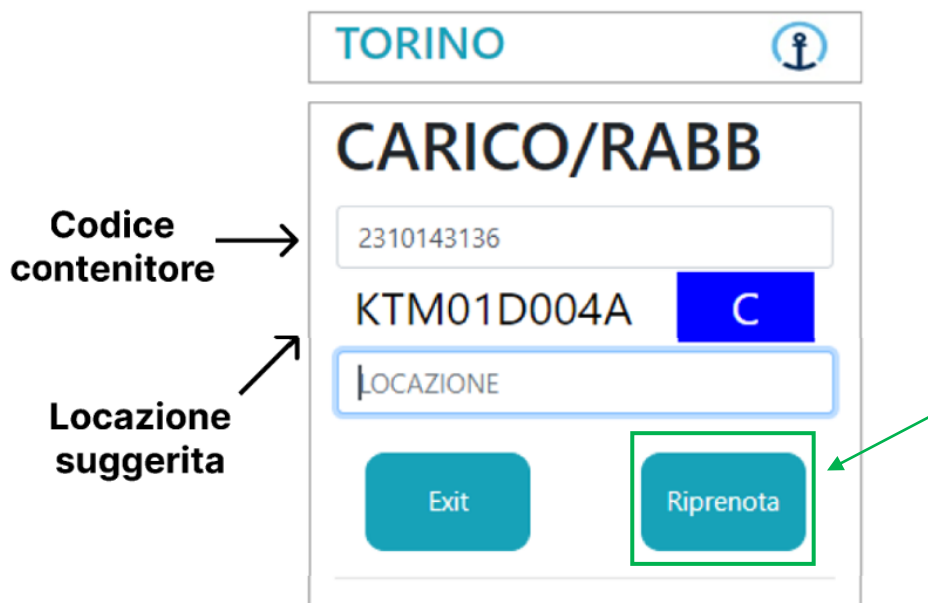 TORINO
CARICO/RABB
Codice
contenitore
2310143136
KTM01D004A C
LOCAZIONE
Locazione
suggerita
Exit Riprenota